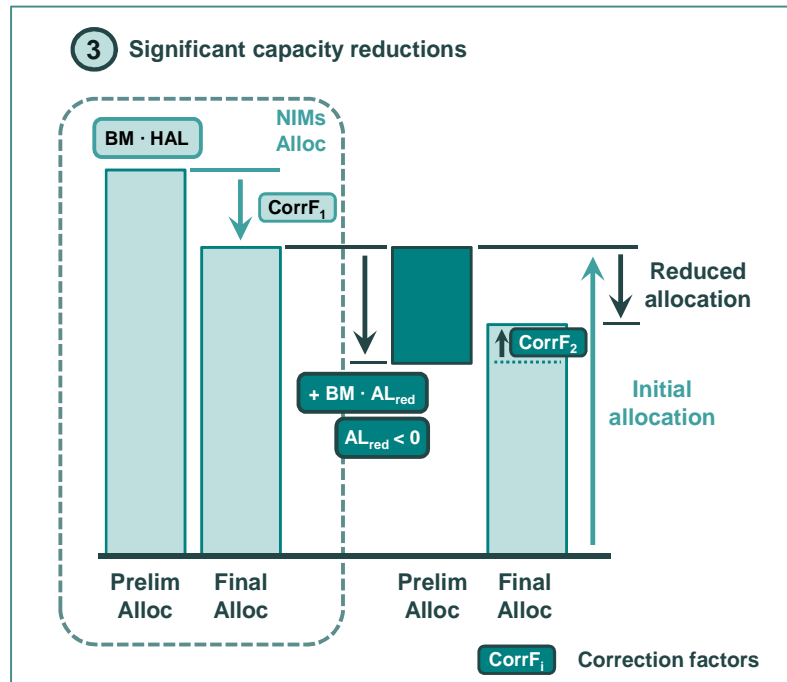 3 Significant capacity reductions
NIMs
Alloc
BM · HAL
CorrF1
Reduced
allocation
CorrF2
+ BM · ALred
ALred < 0
Initial
allocation
Prelim
Alloc
Final
Alloc
Prelim
Alloc
Final
Alloc
CorrFi Correction factors